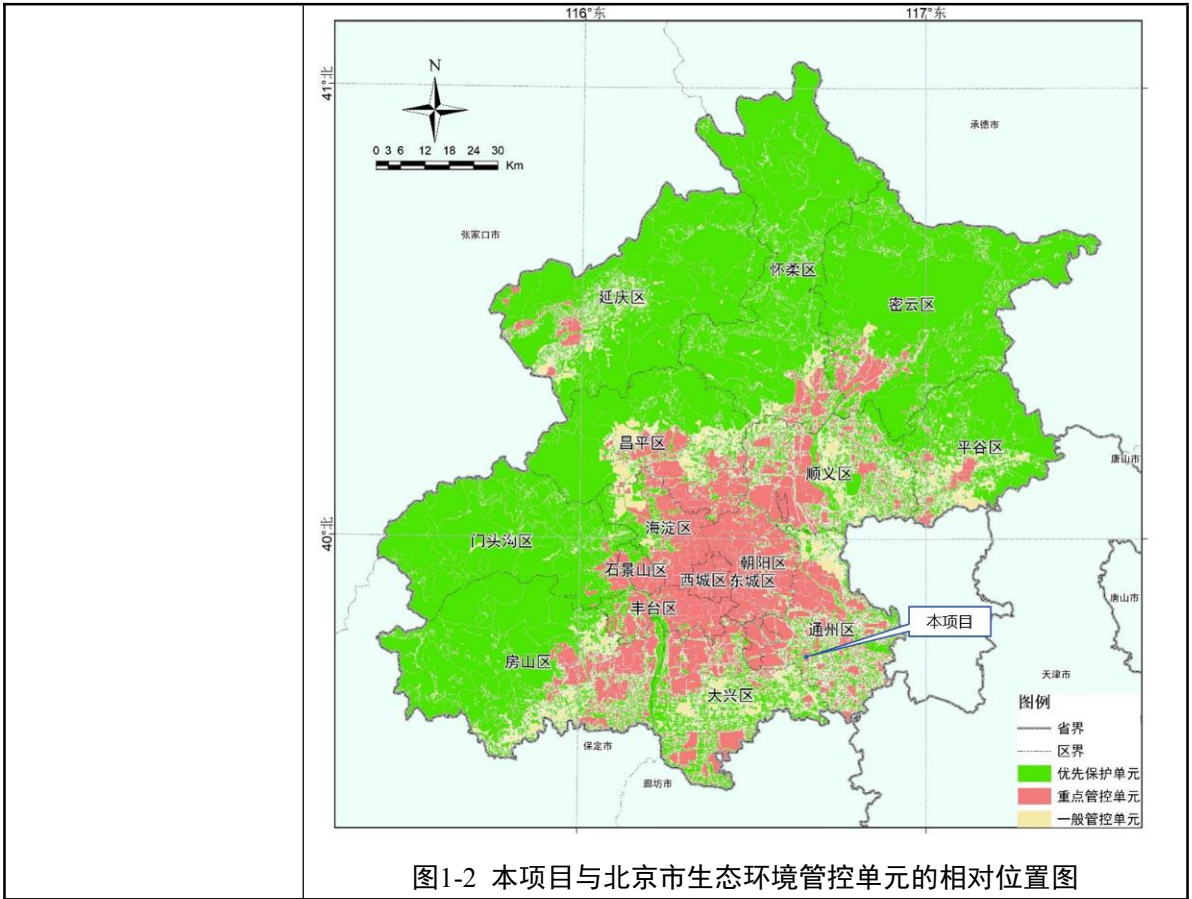 116°东
117°东
41°北
N
0 3 6 12 18 24 30
Km
承德市
张家口市
怀柔区
延庆区
密云区
昌平区
平谷区
唐山市
顺义区
海淀区
40°北
门头沟区
朝阳区
石景山区
西城区 东城区
丰台区
唐山市
通州区
本项目
房山区
天津市
大兴区
图例
省界
保定市
区界
廊坊市
优先保护单元
重点管控单元
一般管控单元
图1-2 本项目与北京市生态环境管控单元的相对位置图